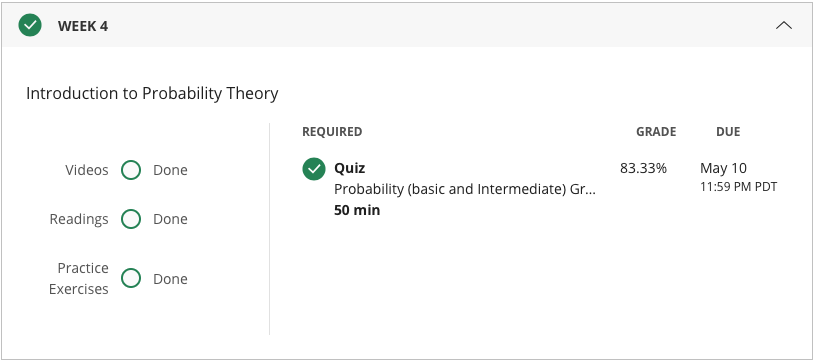 WEEK 4
Introduction to Probability Theory
Videos Done
Readings Done
Practice
Exercises Done
REQUIRED GRADE DUE
Quiz 83.33% May 10
Probability (basic and Intermediate) Gr... 11:59 PM PDT
50 min